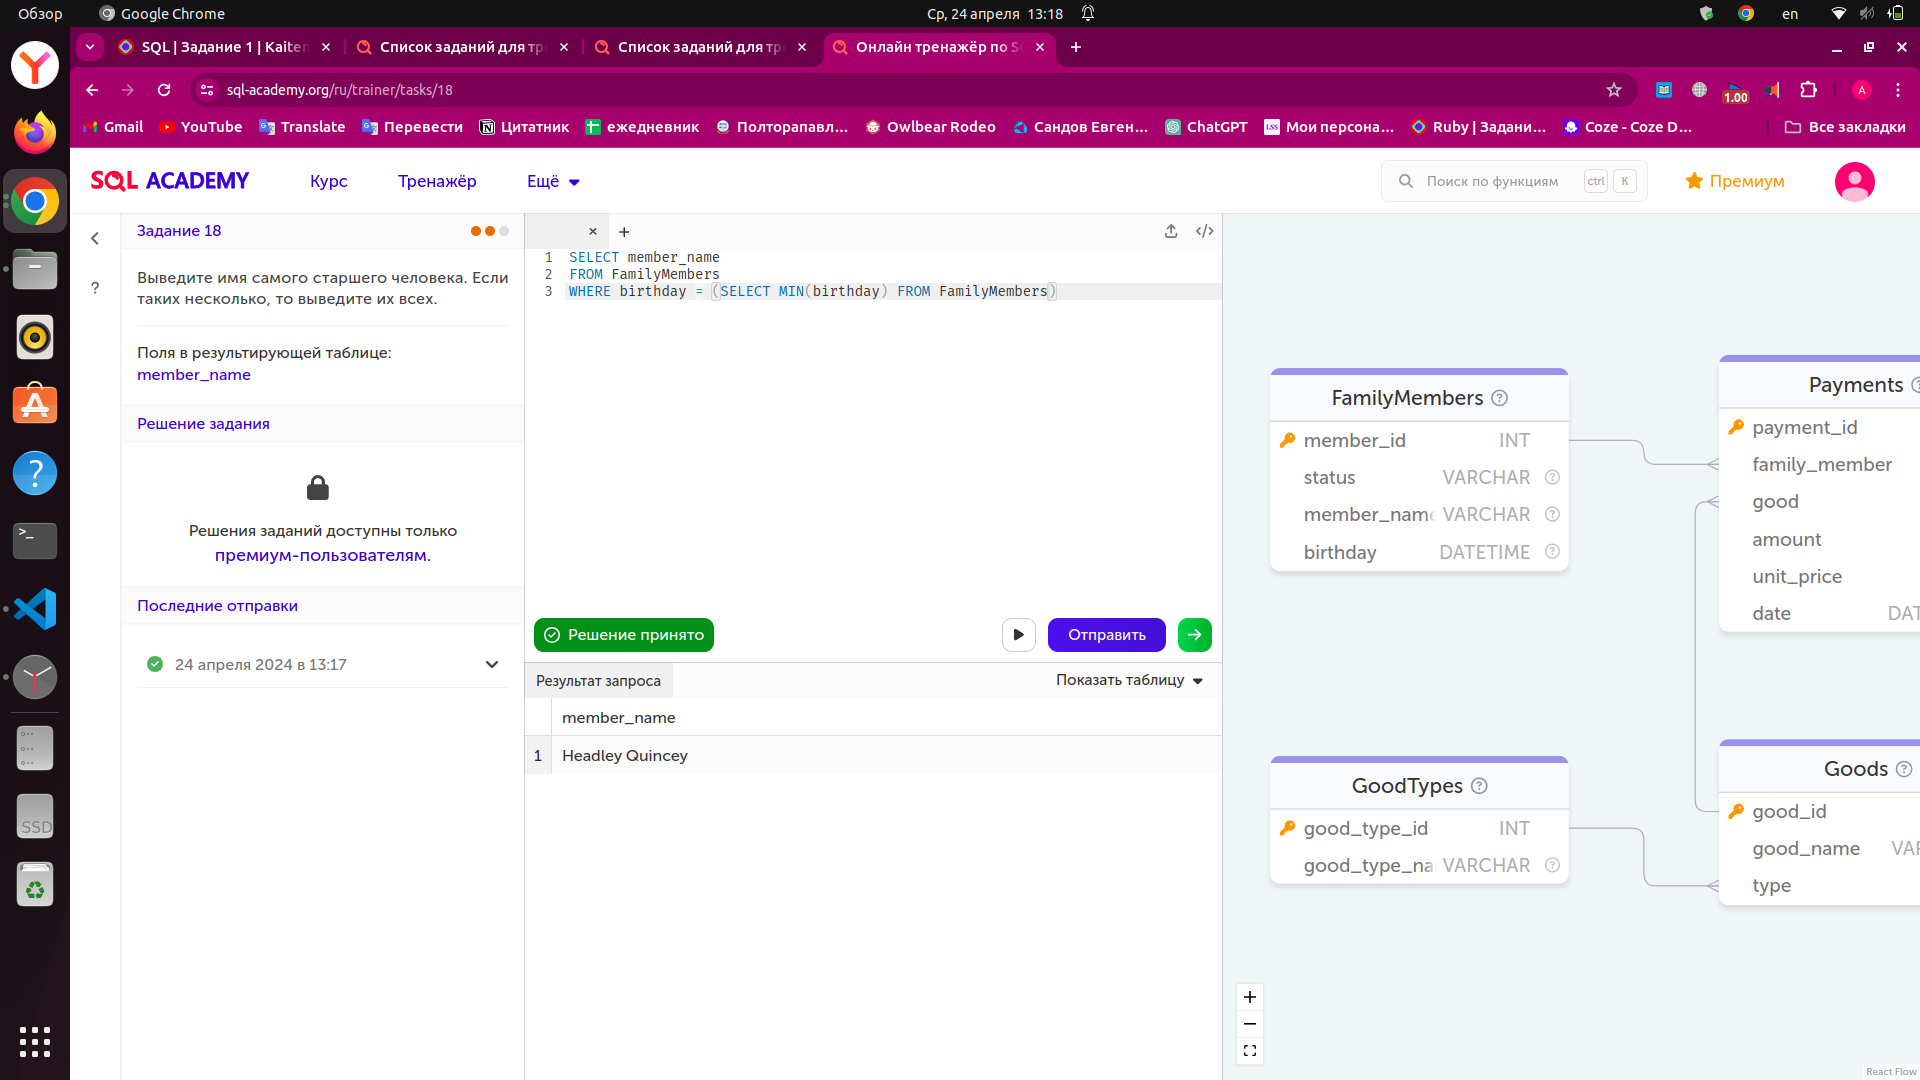 Обзор
Google Chrome
Ср, 24 апреля 13:18
en
SQL | Задание 1 | Kaiten
Список заданий для тр
Список заданий для тр
Онлайн тренажёр по S
sql-academy.org/ru/trainer/tasks/18
1.00
A
Gmail
YouTube
Translate
Перевести
Цитатник
ежедневник
Полторапавл...
Owlbear Rodeo
Сандов Евген...
ChatGPT
LSS
Мои персона...
Ruby | Задани...
Coze - Coze D...
Все закладки
SQL ACADEMY
Курс
Тренажёр
Ещё
Поиск по функциям
ctrl
K
Премиум
Задание 18
Выведите имя самого старшего человека. Если
таких несколько, то выведите их всех.
Поля в результирующей таблице:
member_name
Решение задания
Решения заданий доступны только
премиум-пользователям.
Последние отправки
24 апреля 2024 в 13:17
1 SELECT member_name
2 FROM FamilyMembers
3 WHERE birthday = (SELECT MIN(birthday) FROM FamilyMembers)
Решение принято
Отправить
Результат запроса
Показать таблицу
member_name
1 Headley Quincey
FamilyMembers
member_id INT
status VARCHAR
member_name VARCHAR
birthday DATETIME
Payments
payment_id
family_member
good
amount
unit_price
date DAT
GoodTypes
good_type_id INT
good_type_na VARCHAR
Goods
good_id
good_name VAR
type
React Flow
SSD